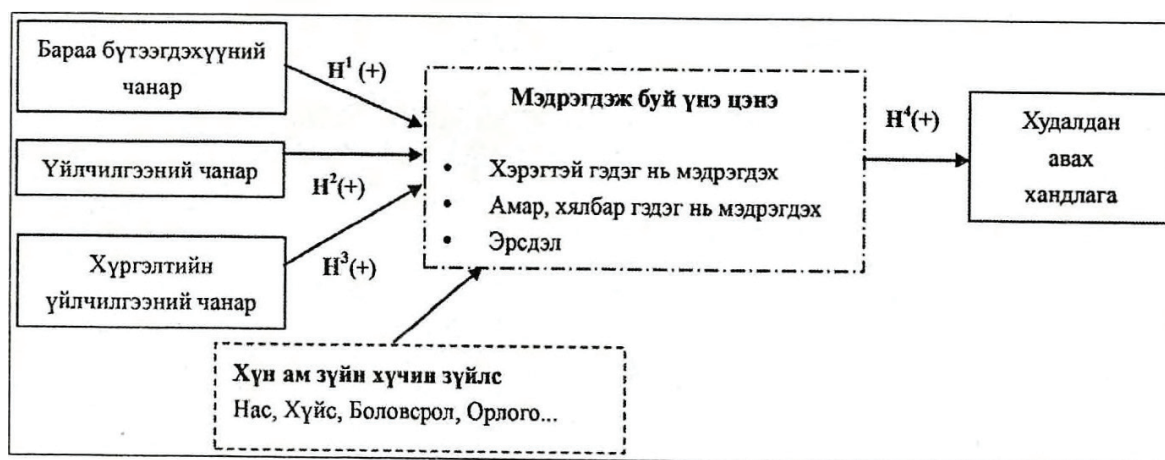 Бараа бүтээгдэхүүний
чанар
H¹ (+)
Үйлчилгээний чанар
H²(+)
Хүргэлтийн
үйлчилгээний чанар
H³(+)
Мэдрэгдэж буй үнэ цэнэ
• Хэрэгтэй гэдэг нь мэдрэгдэх
• Амар, хялбар гэдэг нь мэдрэгдэх
• Эрсдэл
H⁴(+)
Худалдан
авах
хандлага
Хүн ам зүйн хүчин зүйлс
Нас, Хүйс, Боловсрол, Орлого...